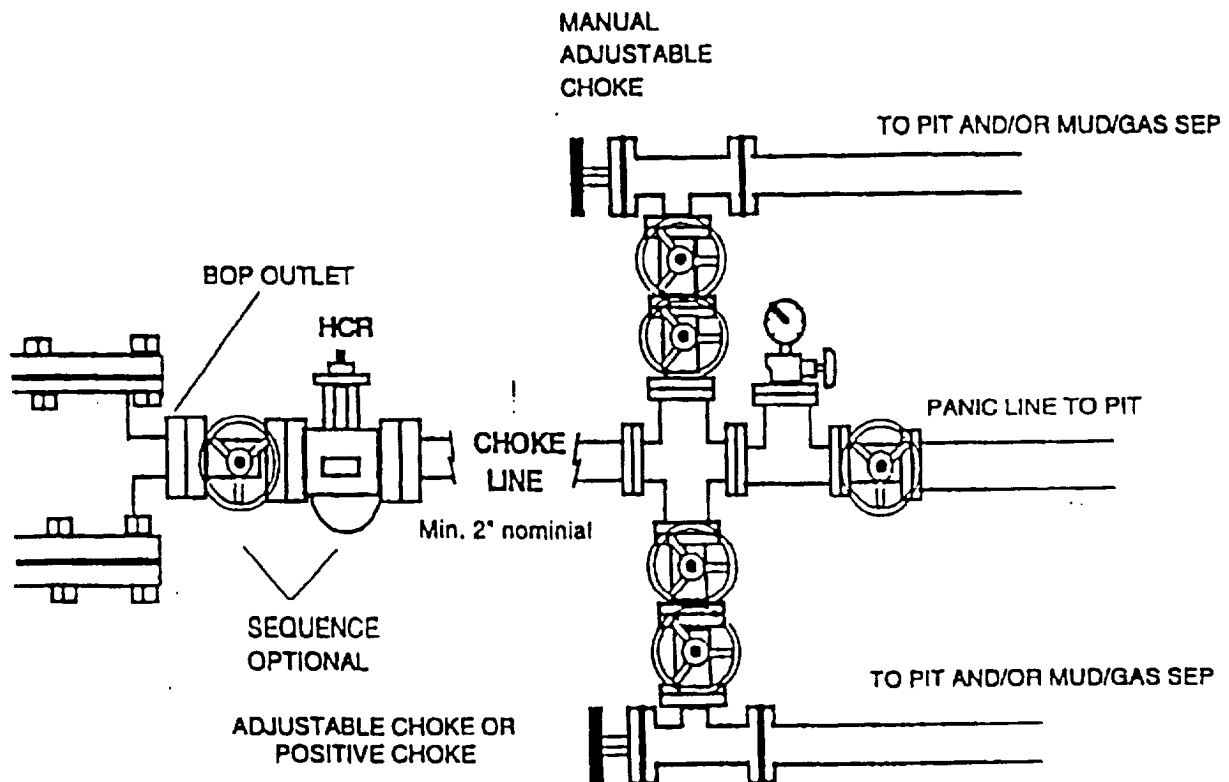 MANUAL
ADJUSTABLE
CHOKE
TO PIT AND/OR MUD/GAS SEP
BOP OUTLET
HCR
PANIC LINE TO PIT
CHOKE
LINE
Min. 2" nominial
SEQUENCE
OPTIONAL
TO PIT AND/OR MUD/GAS SEP
ADJUSTABLE CHOKE OR
POSITIVE CHOKE